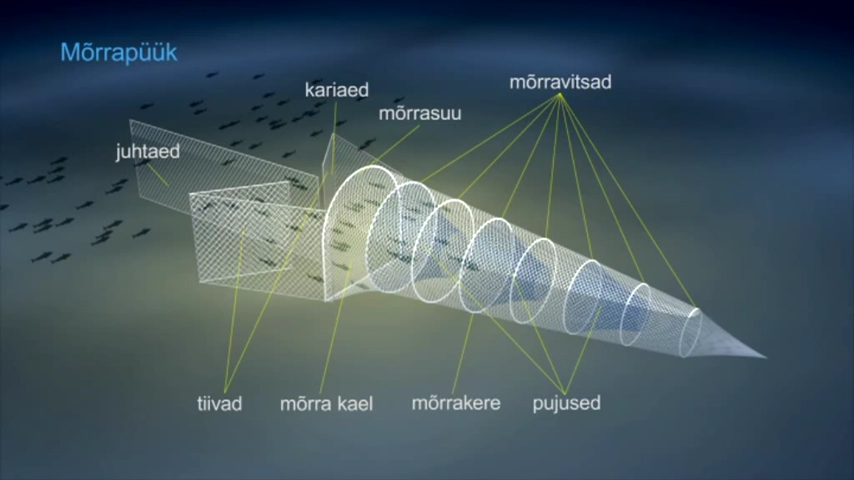 Mõrrapüük
kariaed
mõrravitsad
mõrrasuu
juhtaed
tiivad
mõrra kael
mõrrakere
pujused